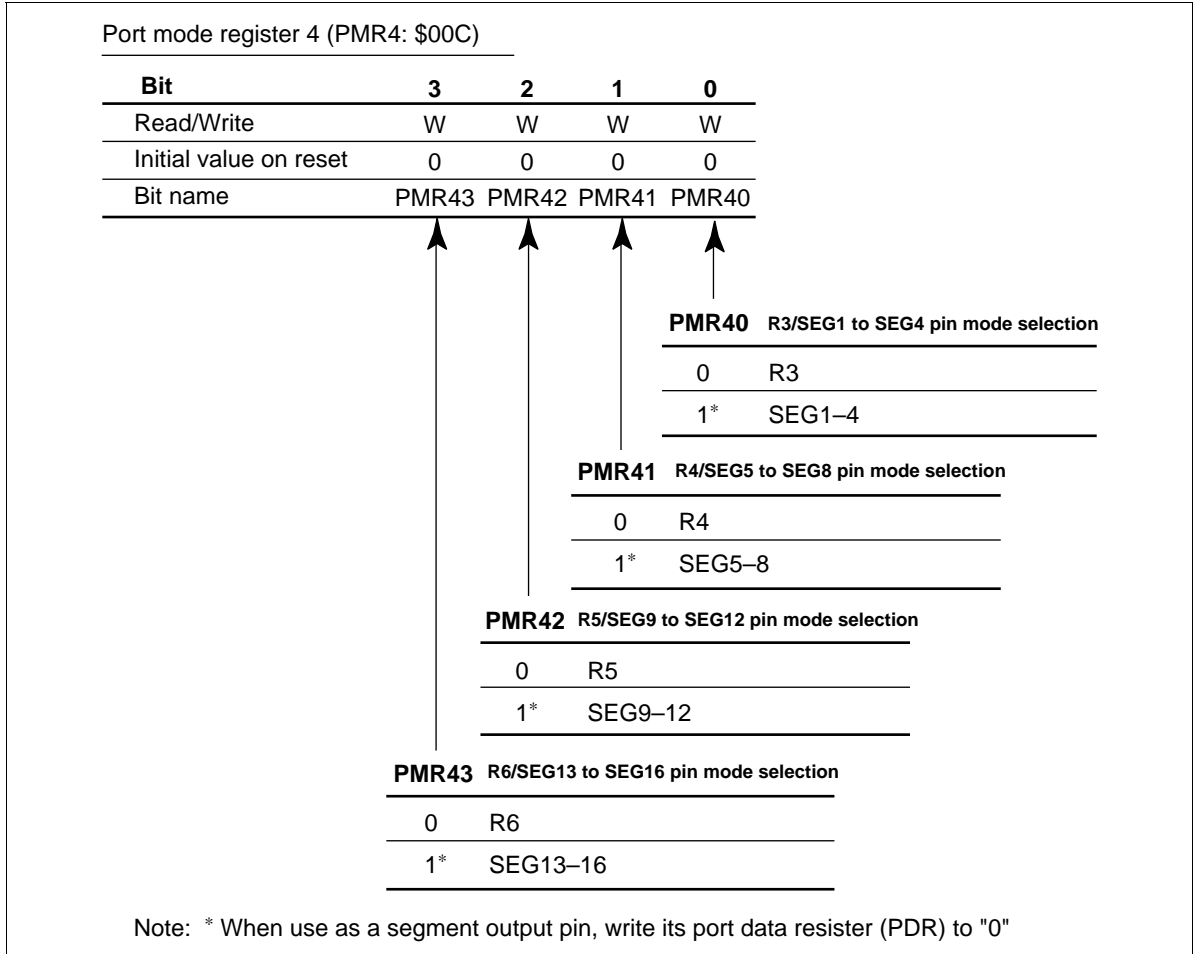 Port mode register 4 (PMR4: $00C)
Bit 3 2 1 0
Read/Write W W W W
Initial value on reset 0 0 0 0
Bit name PMR43 PMR42 PMR41 PMR40
PMR40 R3/SEG1 to SEG4 pin mode selection
0 R3
1* SEG1–4
PMR41 R4/SEG5 to SEG8 pin mode selection
0 R4
1* SEG5–8
PMR42 R5/SEG9 to SEG12 pin mode selection
0 R5
1* SEG9–12
PMR43 R6/SEG13 to SEG16 pin mode selection
0 R6
1* SEG13–16
Note: * When use as a segment output pin, write its port data resister (PDR) to "0"